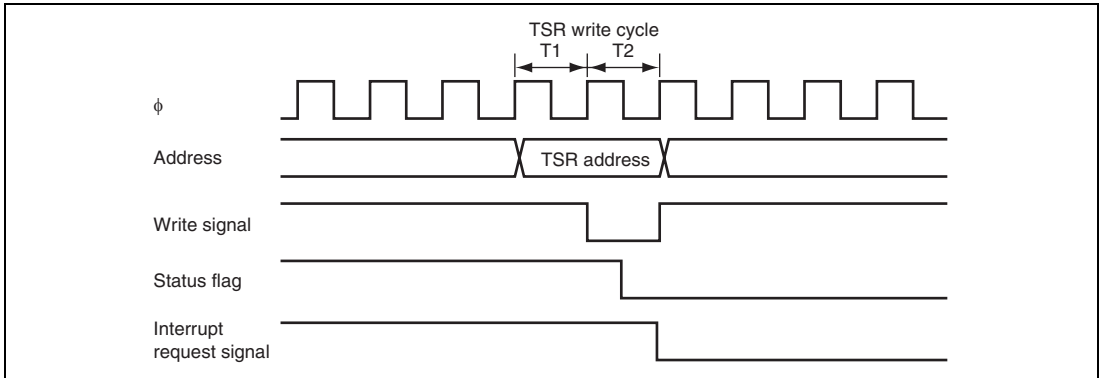 TSR write cycle
T1 T2
ϕ
Address
TSR address
Write signal
Status flag
Interrupt
request signal